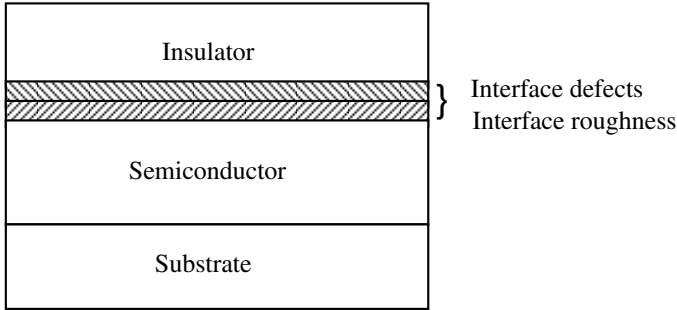 Insulator
Interface defects
Interface roughness
Semiconductor
Substrate